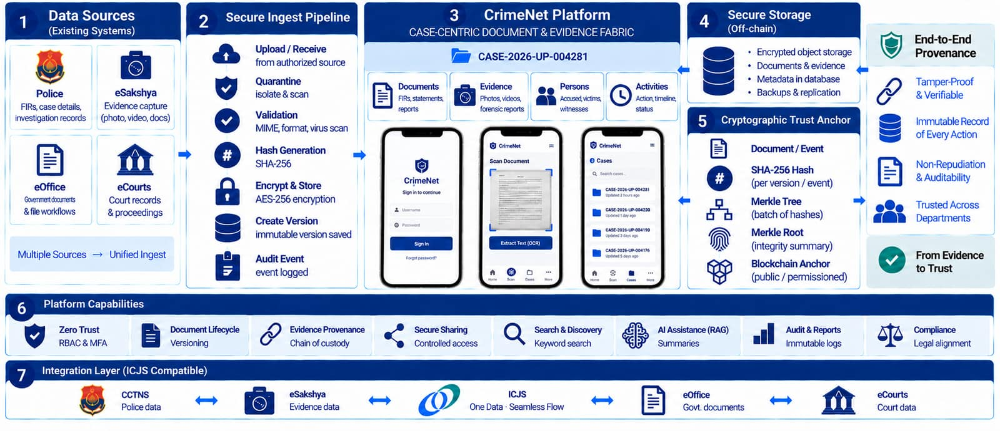 1
Data Sources
(Existing Systems)
Police
FIRs, case details,
investigation records
eSakshya
Evidence capture
(photo, video, docs)
eOffice
Government documents
& file workflows
eCourts
Court records
& proceedings
Multiple Sources → Unified Ingest
2
Secure Ingest Pipeline
Upload / Receive
from authorized source
Quarantine
isolate & scan
Validation
MIME, format, virus scan
#
Hash Generation
SHA-256
Encrypt & Store
AES-256 encryption
Create Version
immutable version saved
Audit Event
event logged
3
CrimeNet Platform
CASE-CENTRIC DOCUMENT & EVIDENCE FABRIC
CASE-2026-UP-004281
Documents
FIRs, statements,
reports
Evidence
Photos, videos,
forensic reports
Persons
Accused, victims,
witnesses
Activities
Action, timeline,
status
CrimeNet
Sign in to continue
Username
Password
Sign In
Forgot password?
CrimeNet
Scan Document
Extract Text (OCR)
Home
Scan
Cases
More
CrimeNet
Cases
Search cases...
CASE-2026-UP-004281
Updated 2 hours ago
CASE-2026-UP-004230
Updated 1 day ago
CASE-2026-UP-004190
Updated 3 days ago
CASE-2026-UP-004176
Updated 5 days ago
Home
Scan
Cases
More
4
Secure Storage
(Off-chain)
• Encrypted object storage
• Documents & evidence
• Metadata in database
• Backups & replication
5
Cryptographic Trust Anchor
Document / Event
#
SHA-256 Hash
(per version / event)
Merkle Tree
(batch of hashes)
Merkle Root
(integrity summary)
Blockchain Anchor
(public / permissioned)
End-to-End
Provenance
Tamper-Proof
& Verifiable
Immutable Record
of Every Action
Non-Repudiation
& Auditability
Trusted Across
Departments
From Evidence
to Trust
6
Platform Capabilities
Zero Trust
RBAC & MFA
Document Lifecycle
Versioning
Evidence Provenance
Chain of custody
Secure Sharing
Controlled access
Search & Discovery
Keyword search
AI Assistance (RAG)
Summaries
Audit & Reports
Immutable logs
Compliance
Legal alignment
7
Integration Layer (ICJS Compatible)
CCTNS
Police data
eSakshya
Evidence data
ICJS
One Data · Seamless Flow
eOffice
Govt. documents
eCourts
Court data